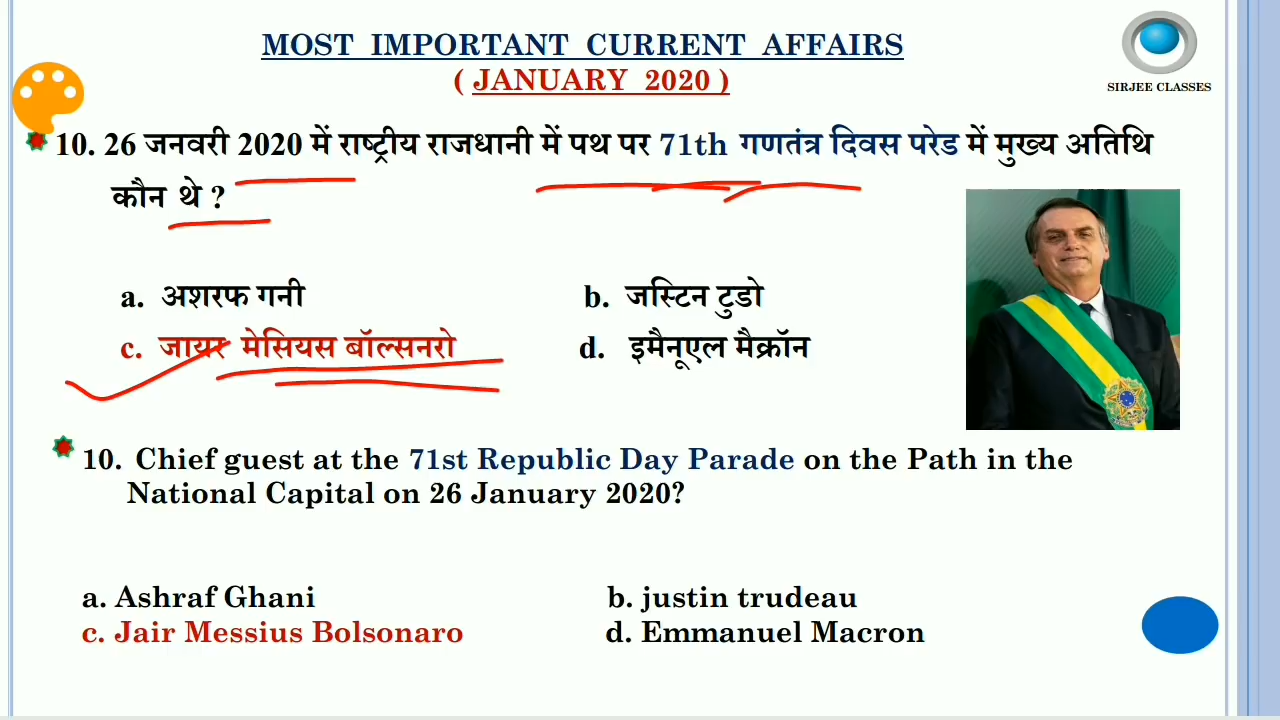 MOST IMPORTANT CURRENT AFFAIRS
( JANUARY 2020 )
SIRJEE CLASSES
10. 26 जनवरी 2020 में राष्ट्रीय राजधानी में पथ पर 71th गणतंत्र दिवस परेड में मुख्य अतिथि
कौन थे ?
a. अशरफ गनी
b. जस्टिन टुडो
c. जायर मेसियस बॉल्सनरो
d. इमैनूएल मैक्रॉन
10. Chief guest at the 71st Republic Day Parade on the Path in the
National Capital on 26 January 2020?
a. Ashraf Ghani
b. justin trudeau
c. Jair Messius Bolsonaro
d. Emmanuel Macron